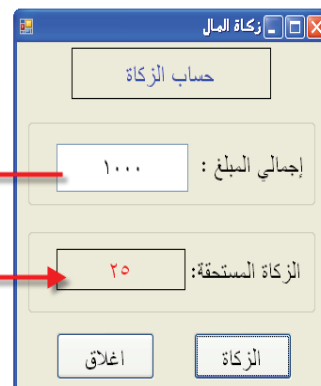 زكاة المال
حساب الزكاة
إجمالي المبلغ : ١٠٠٠
الزكاة المستحقة: ٢٥
الزكاة اغلاق